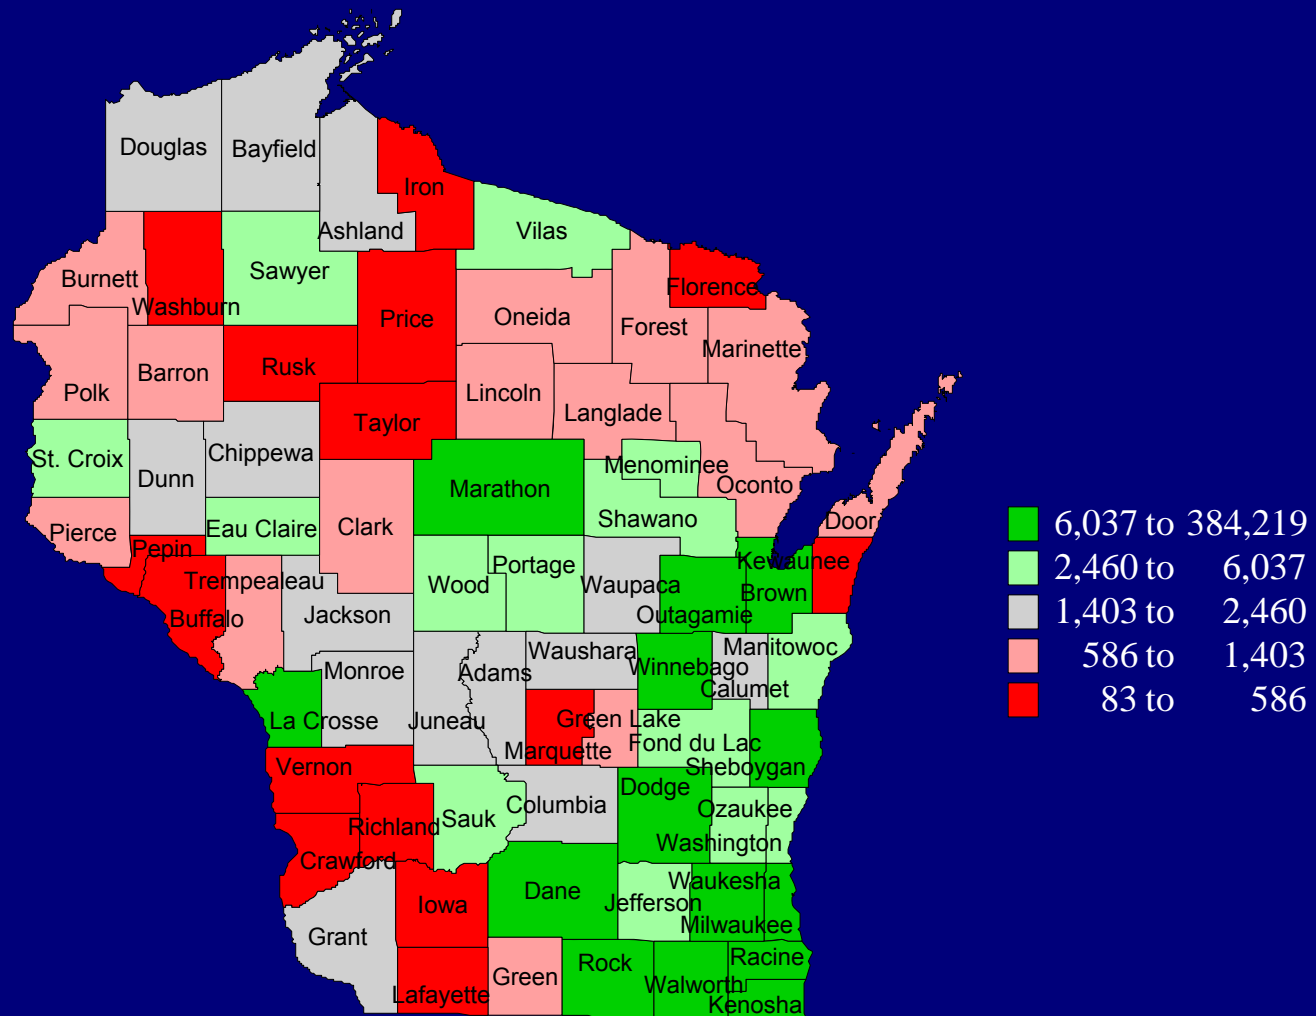 Douglas
Bayfield
Iron
Ashland
Vilas
Sawyer
Burnett
Washburn
Florence
Price
Oneida
Forest
Marinette
Rusk
Barron
Polk
Lincoln
Langlade
Taylor
Chippewa
St. Croix
Menominee
Dunn
Marathon
Oconto
Shawano
Door
Eau Claire
Clark
Pierce
Pepin
Kewaunee
Portage
Trempealeau
Wood
Waupaca
Brown
Jackson
Outagamie
Buffalo
Manitowoc
Waushara
Winnebago
Monroe
Adams
Calumet
La Crosse
Juneau
Green Lake
Fond du Lac
Marquette
Vernon
Sheboygan
Dodge
Columbia
Ozaukee
Sauk
Richland
Washington
Crawford
Waukesha
Dane
Jefferson
Iowa
Milwaukee
Grant
Racine
Rock
Green
Walworth
Lafayette
Kenosha
6,037 to 384,219
2,460 to 6,037
1,403 to 2,460
586 to 1,403
83 to 586